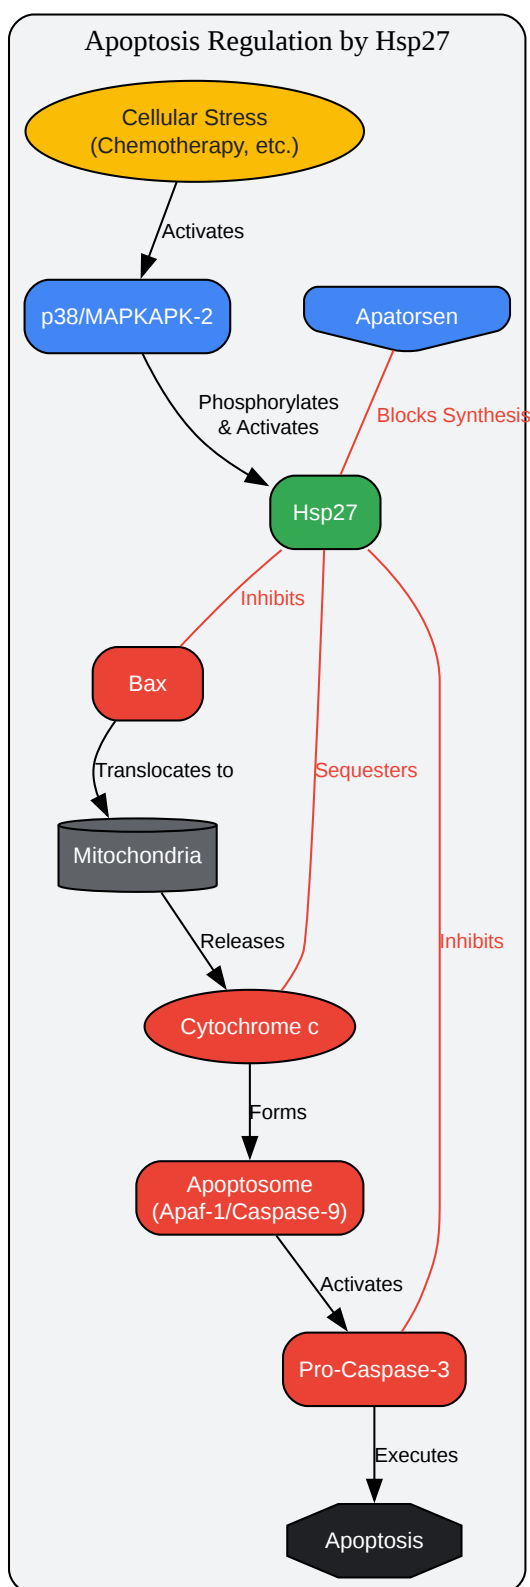 Apoptosis Regulation by Hsp27
Cellular Stress
(Chemotherapy, etc.)
Activates
p38/MAPKAPK-2
Apatorsen
Phosphorylates
& Activates
Blocks Synthesis
Hsp27
Inhibits
Bax
Translocates to
Sequesters
Mitochondria
Releases
Inhibits
Cytochrome c
Forms
Apoptosome
(Apaf-1/Caspase-9)
Activates
Pro-Caspase-3
Executes
Apoptosis